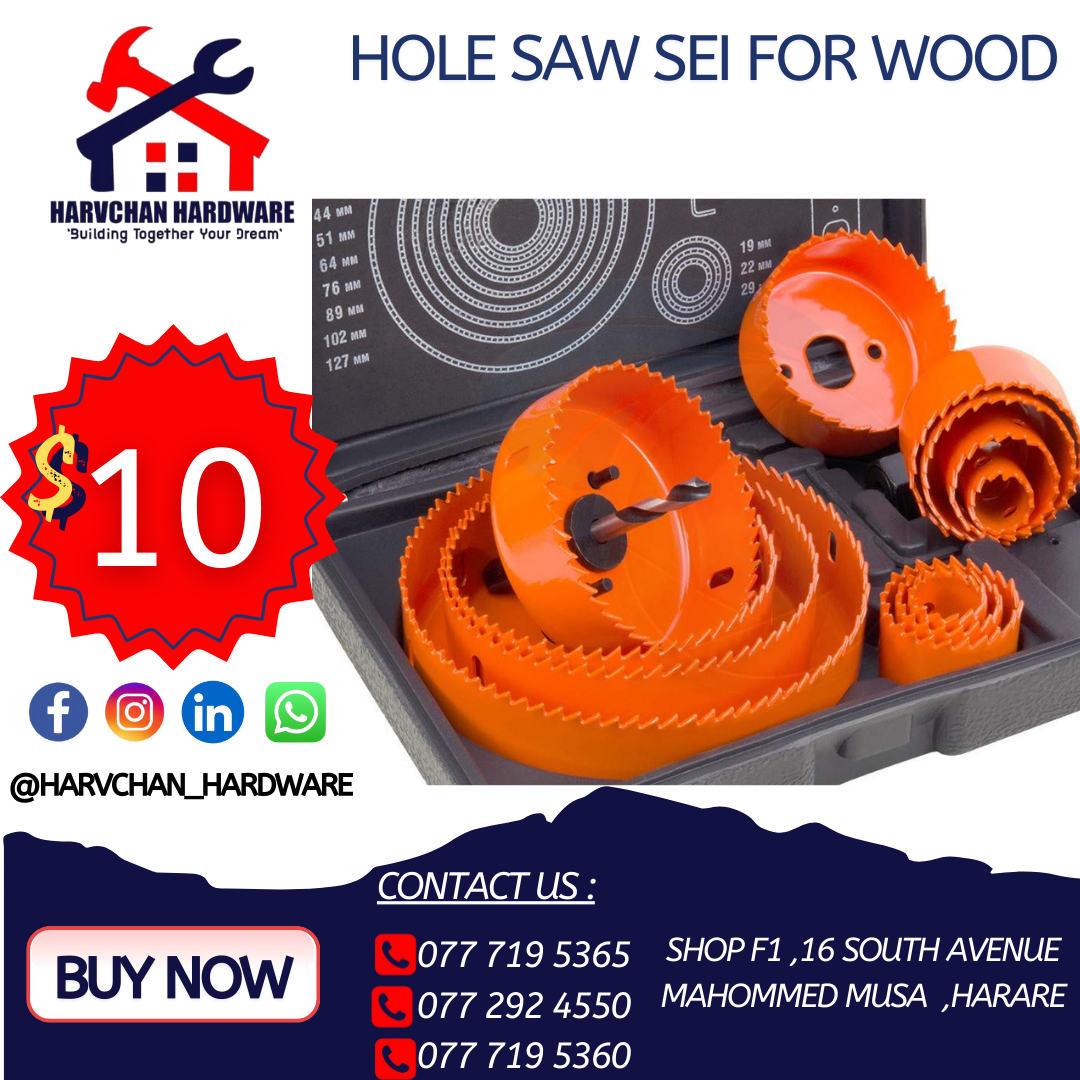 HOLE SAW SEI FOR WOOD
HARVCHAN HARDWARE
'Building Together Your Dream'
44 MM
51 MM
64 MM
76 MM
89 MM
102 MM
127 MM
19 MM
22 MM
29
$10
@HARVCHAN_HARDWARE
BUY NOW
CONTACT US :
077 719 5365
077 292 4550
077 719 5360
SHOP F1 ,16 SOUTH AVENUE
MAHOMMED MUSA ,HARARE